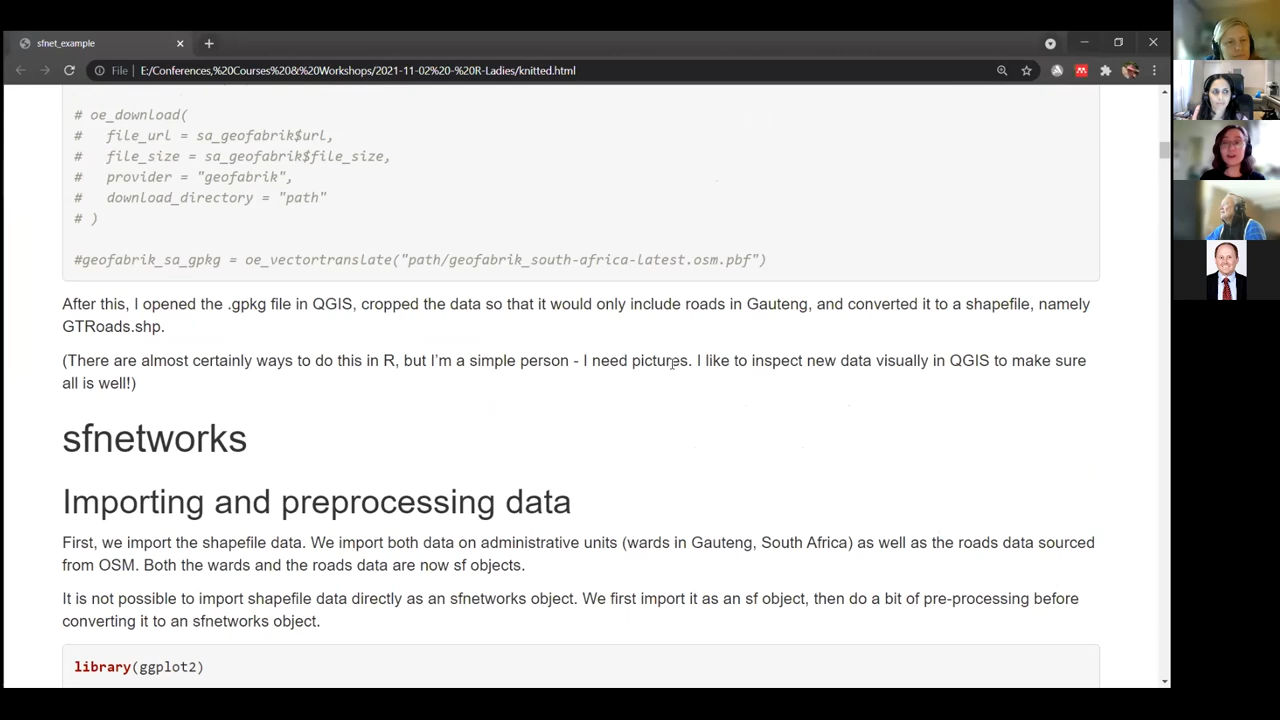 sfnet_example
File
E:/Conferences,%20Courses%20&%20Workshops/2021-11-02%20-%20R-Ladies/knitted.html
# oe_download(
#   file_url = sa_geofabrik$url,
#   file_size = sa_geofabrik$file_size,
#   provider = "geofabrik",
#   download_directory = "path"
# )
#geofabrik_sa_gpkg = oe_vectortranslate("path/geofabrik_south-africa-latest.osm.pbf")
After this, I opened the .gpkg file in QGIS, cropped the data so that it would only include roads in Gauteng, and converted it to a shapefile, namely
GTRoads.shp.
(There are almost certainly ways to do this in R, but I'm a simple person - I need pictures. I like to inspect new data visually in QGIS to make sure
all is well!)
sfnetworks
Importing and preprocessing data
First, we import the shapefile data. We import both data on administrative units (wards in Gauteng, South Africa) as well as the roads data sourced
from OSM. Both the wards and the roads data are now sf objects.
It is not possible to import shapefile data directly as an sfnetworks object. We first import it as an sf object, then do a bit of pre-processing before
converting it to an sfnetworks object.
library(ggplot2)